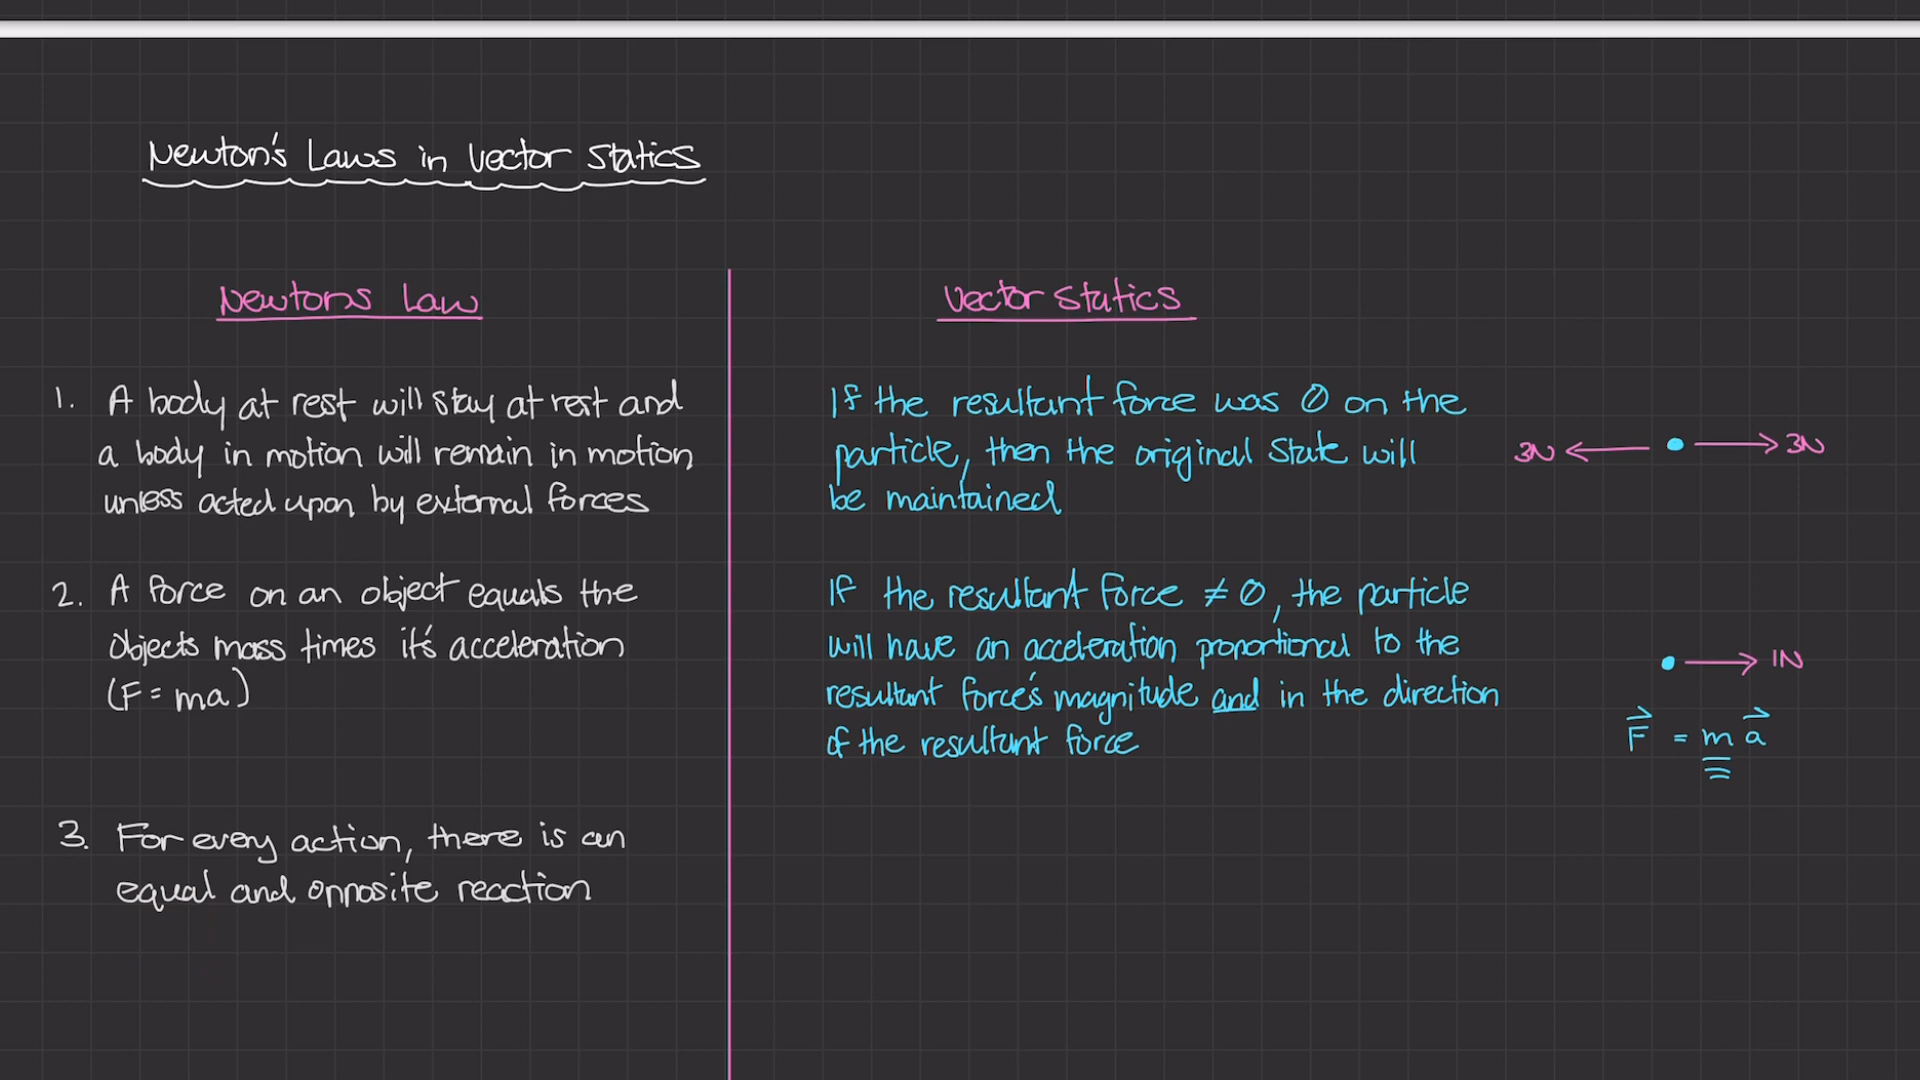 Newton's Laws in Vector Statics
Newtons Law
Vector Statics
1. A body at rest will stay at rest and
a body in motion will remain in motion,
unless acted upon by external forces
If the resultant force was 0 on the
particle, then the original state will
be maintained
3N
3N
2. A force on an object equals the
objects mass times it's acceleration
(F = ma)
If the resultant force ≠ 0, the particle
will have an acceleration proportional to the
resultant force's magnitude and in the direction
of the resultant force
1N
F⃗ = m a⃗
3. For every action, there is an
equal and opposite reaction